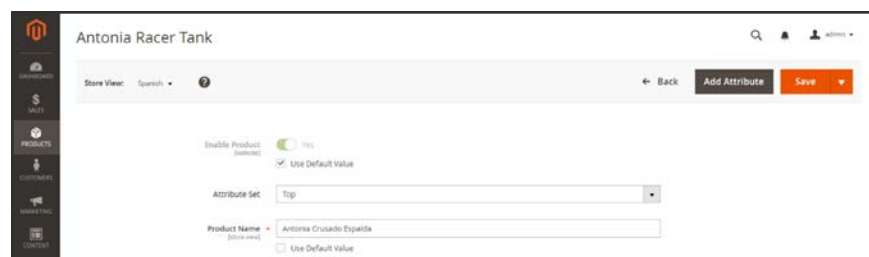 Antonia Racer Tank
admin
DASHBOARD
Store View: Spanish
← Back
Add Attribute
Save
SALES
PRODUCTS
Enable Product
[website]
Yes
Use Default Value
CUSTOMERS
Attribute Set
Top
MARKETING
Product Name *
[store view]
Antonia Crusado Espalda
CONTENT
Use Default Value